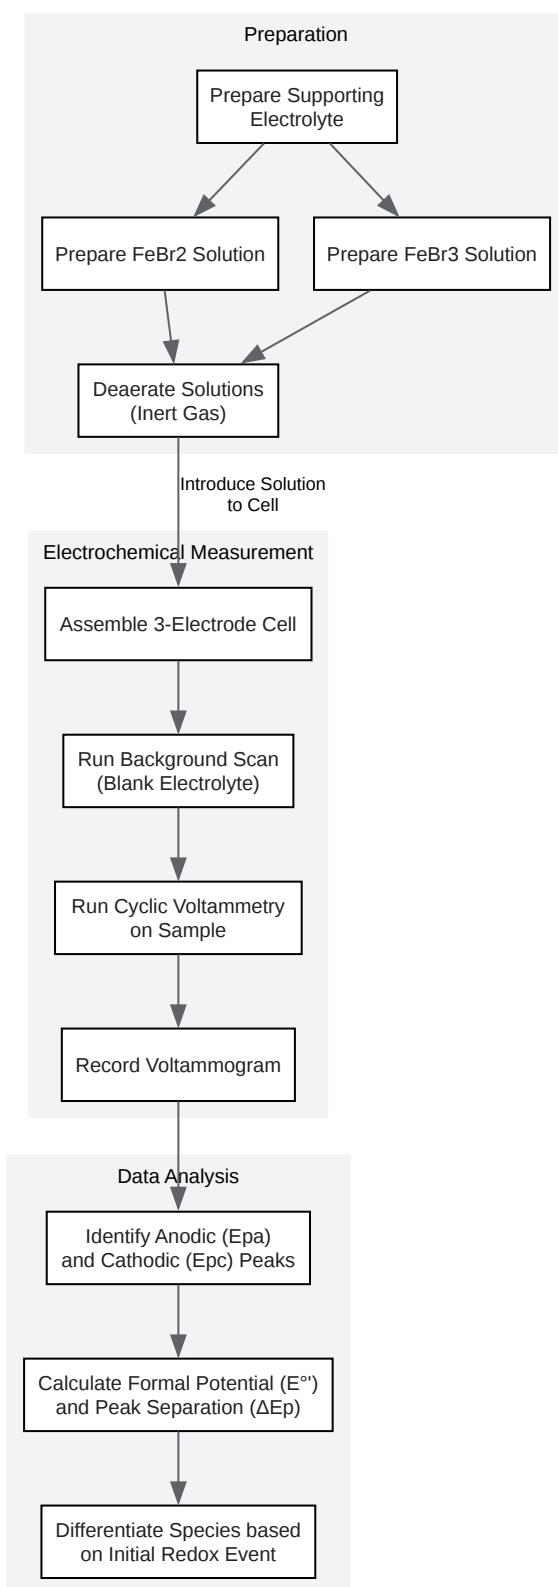 Preparation
Prepare Supporting
Electrolyte
Prepare FeBr2 Solution
Prepare FeBr3 Solution
Deaerate Solutions
(Inert Gas)
Introduce Solution
to Cell
Electrochemical Measurement
Assemble 3-Electrode Cell
Run Background Scan
(Blank Electrolyte)
Run Cyclic Voltammetry
on Sample
Record Voltammogram
Data Analysis
Identify Anodic (Epa)
and Cathodic (Epc) Peaks
Calculate Formal Potential (E°')
and Peak Separation (ΔEp)
Differentiate Species based
on Initial Redox Event